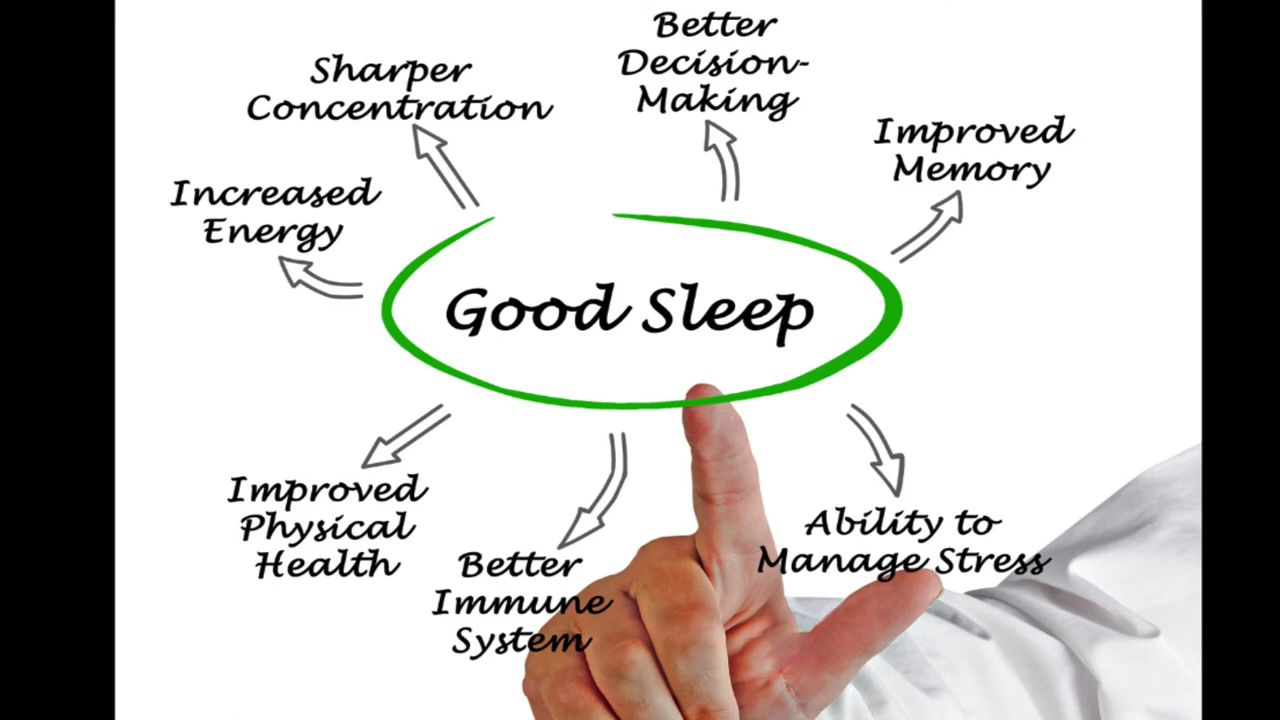 Better
Decision-
Making
Sharper
Concentration
Improved
Memory
Increased
Energy
Good Sleep
Improved
Physical
Health
Better
Immune
System
Ability to
Manage Stress